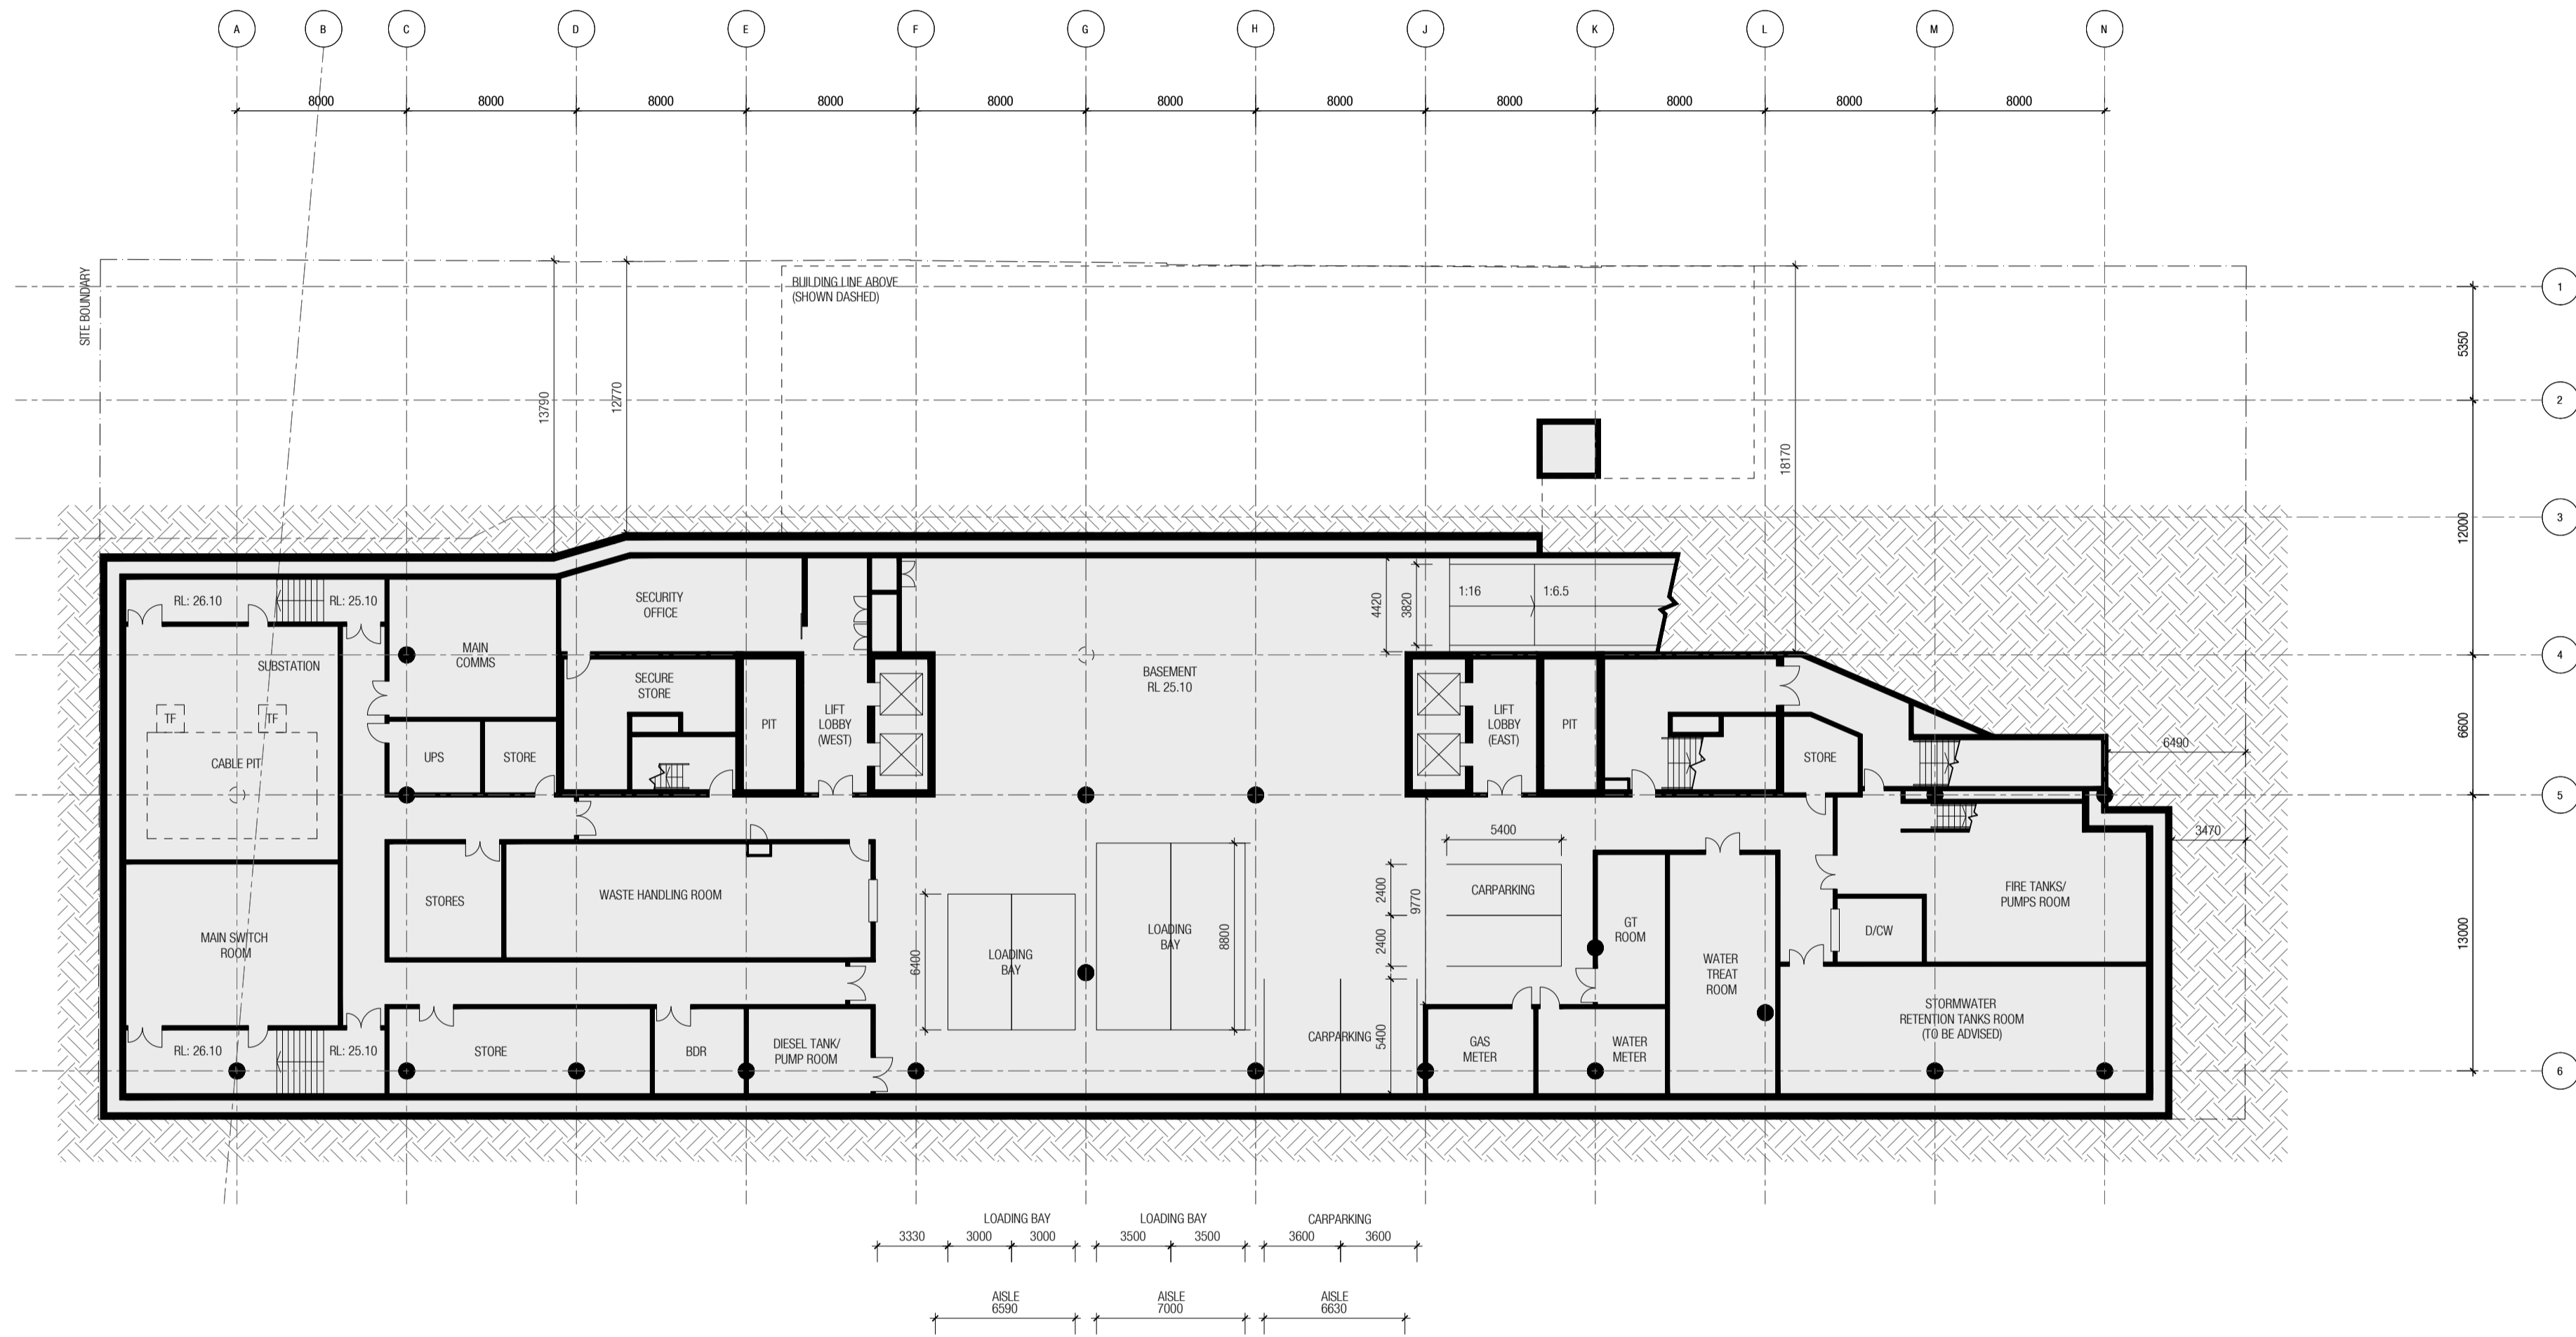 A B C D E F G H J K L M N
8000 8000 8000 8000 8000 8000 8000 8000 8000 8000 8000
SITE BOUNDARY
BUILDING LINE ABOVE
(SHOWN DASHED)
1
5350
13790
12770
2
18170
3
12000
RL: 26.10
RL: 25.10
SECURITY
OFFICE
4420
3820
1:16
1:6.5
MAIN
COMMS
SUBSTATION
4
BASEMENT
RL 25.10
SECURE
STORE
TF
TF
PIT
LIFT
LOBBY
(WEST)
LIFT
LOBBY
(EAST)
PIT
6600
6490
CABLE PIT
UPS
STORE
STORE
5
5400
3470
STORES
WASTE HANDLING ROOM
2400
CARPARKING
9770
FIRE TANKS/
PUMPS ROOM
MAIN SWITCH
ROOM
6400
LOADING
BAY
LOADING
BAY
8800
2400
GT
ROOM
D/CW
13000
WATER
TREAT
ROOM
STORMWATER
RETENTION TANKS ROOM
(TO BE ADVISED)
RL: 26.10
RL: 25.10
STORE
BDR
DIESEL TANK/
PUMP ROOM
CARPARKING
5400
GAS
METER
WATER
METER
6
LOADING BAY
LOADING BAY
CARPARKING
3330 3000 3000 3500 3500 3600 3600
AISLE
6590
AISLE
7000
AISLE
6630